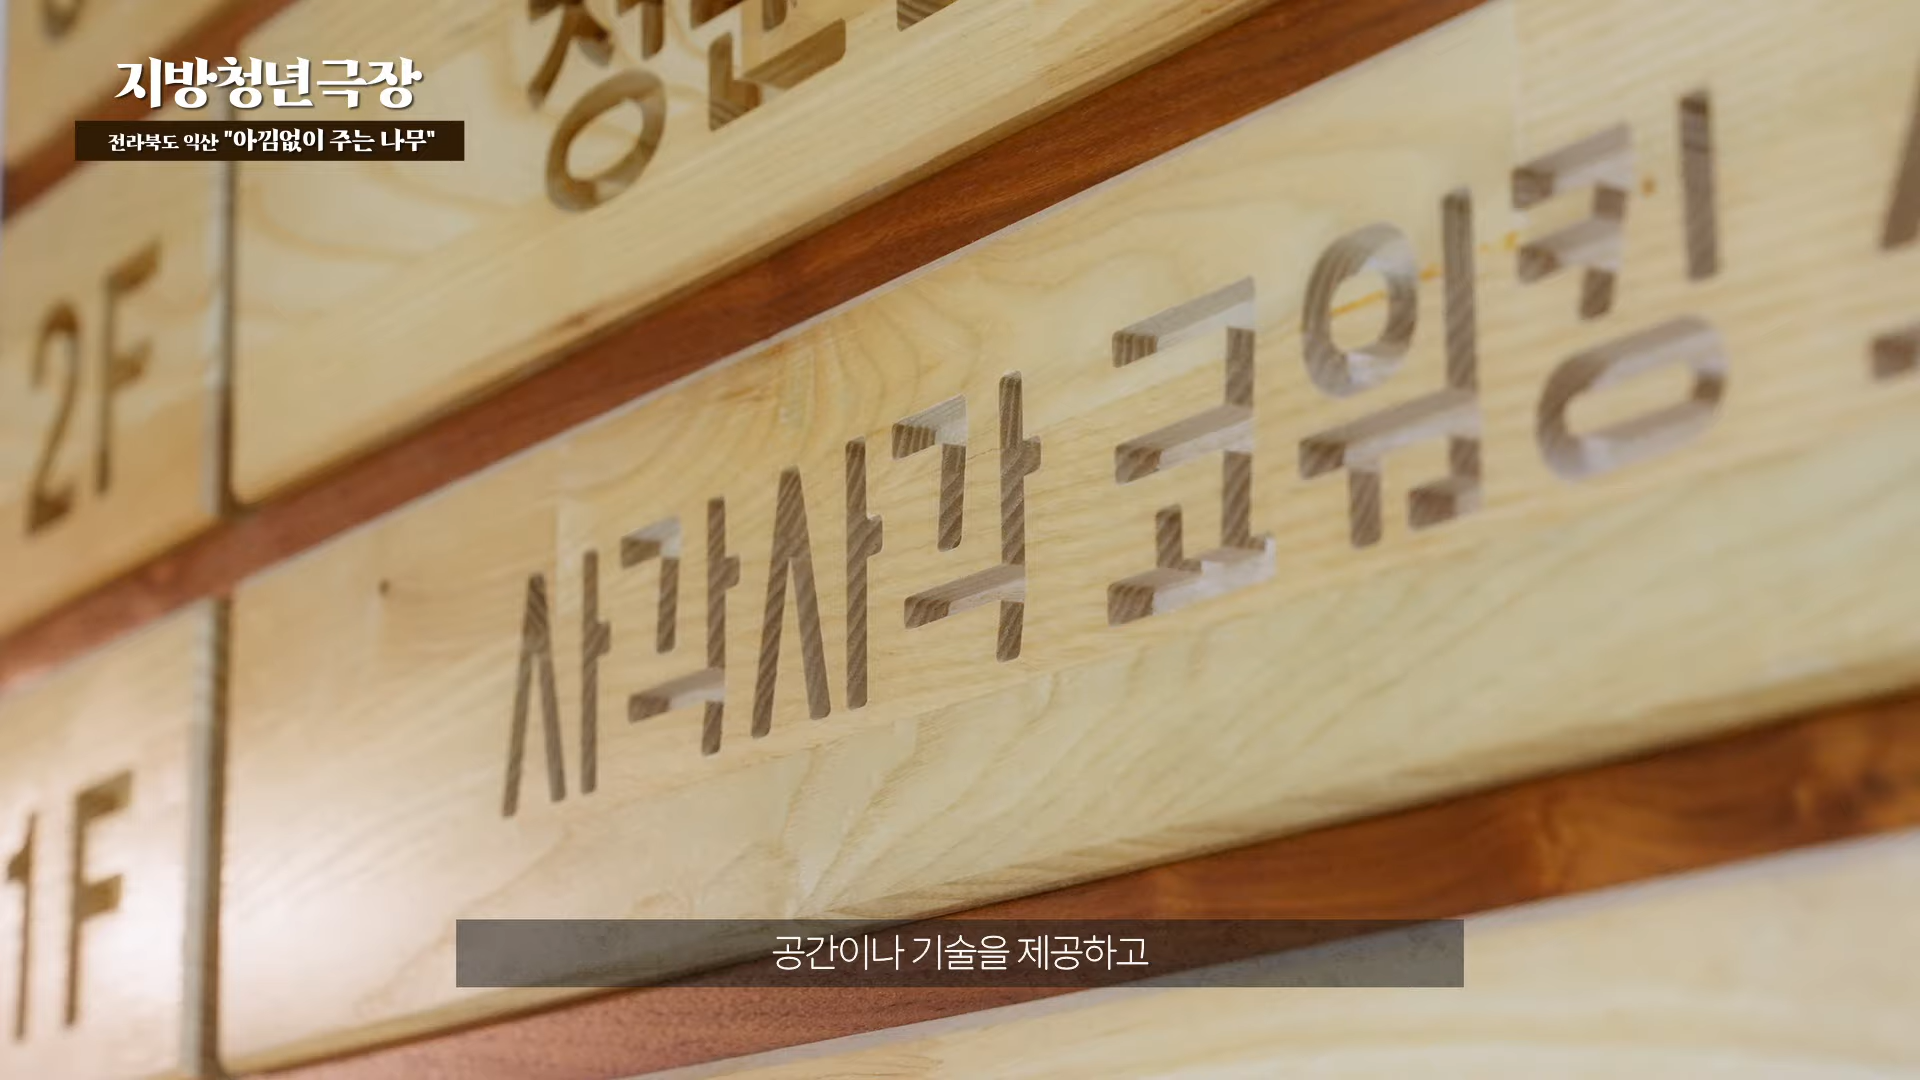 지방청년극장
전라북도 익산 "아낌없이 주는 나무"
2F
1F
사각사각 코워킹
공간이나 기술을 제공하고